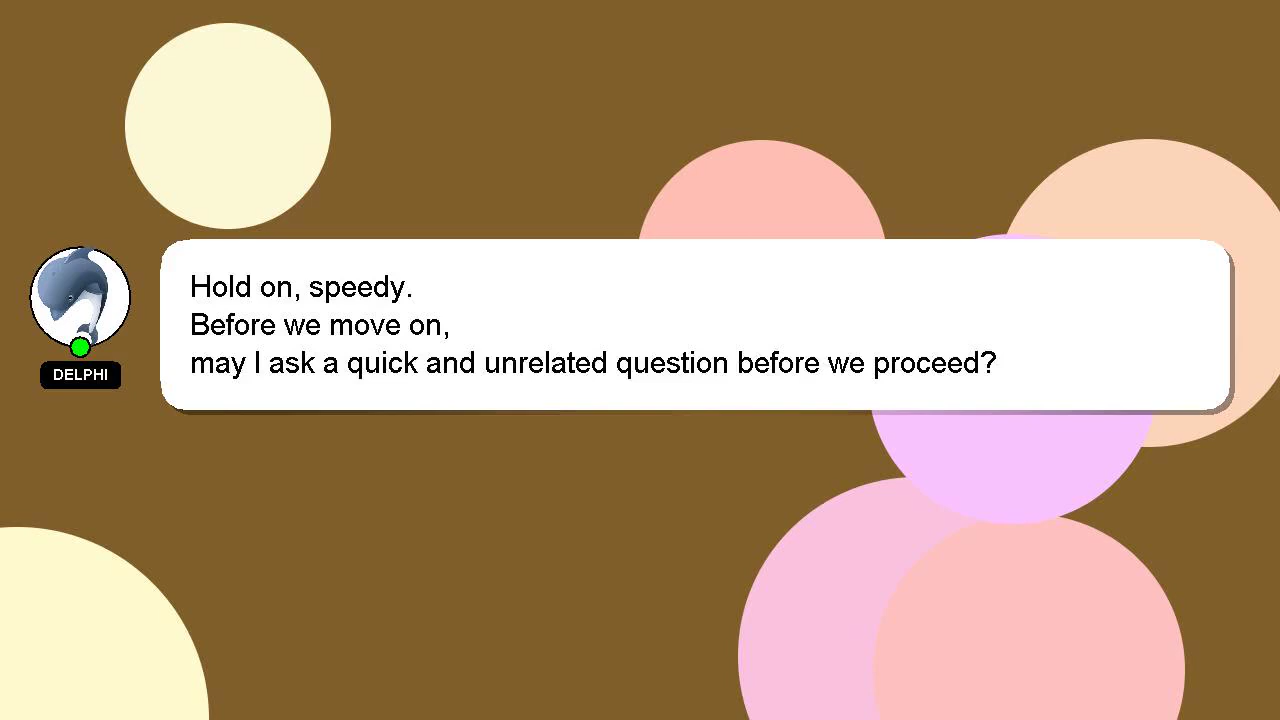 Hold on, speedy.
Before we move on,
may I ask a quick and unrelated question before we proceed?
DELPHI